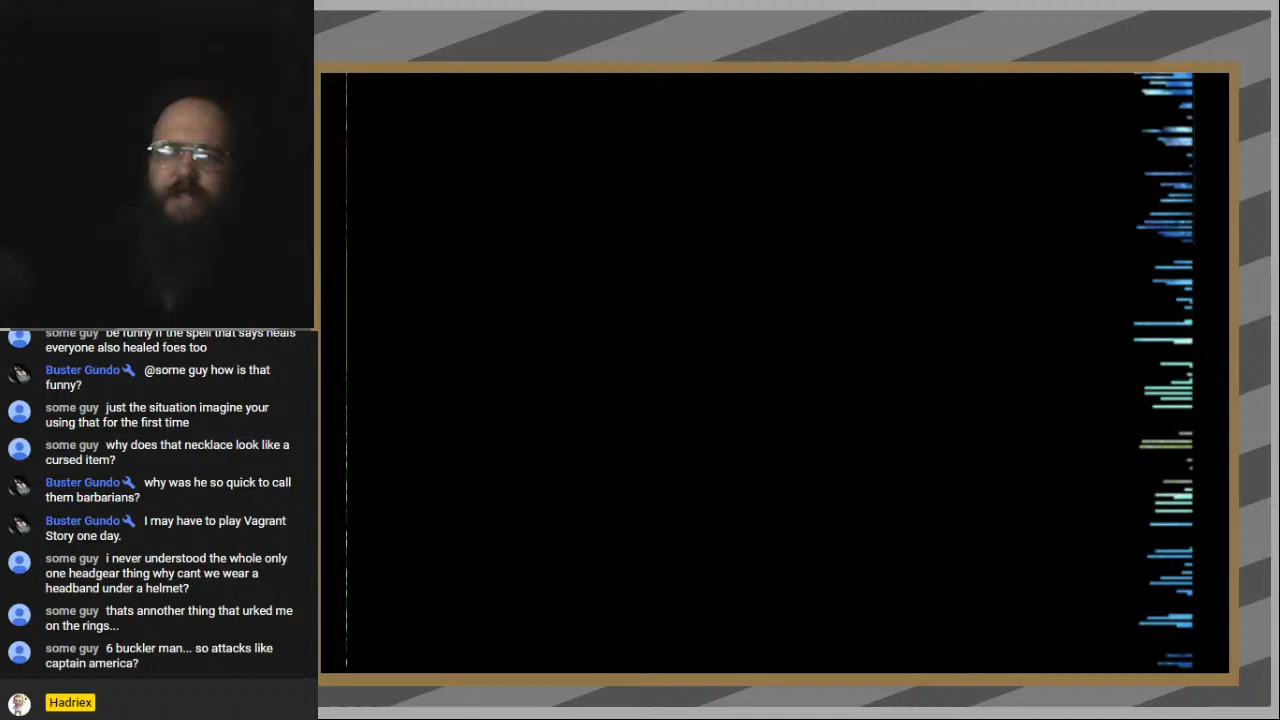 some guy be funny if the spell that says heals
everyone also healed foes too
Buster Gundo @some guy how is that
funny?
some guy just the situation imagine your
using that for the first time
some guy why does that necklace look like a
cursed item?
Buster Gundo why was he so quick to call
them barbarians?
Buster Gundo I may have to play Vagrant
Story one day.
some guy i never understood the whole only
one headgear thing why cant we wear a
headband under a helmet?
some guy thats annother thing that urked me
on the rings...
some guy 6 buckler man... so attacks like
captain america?
Hadriex